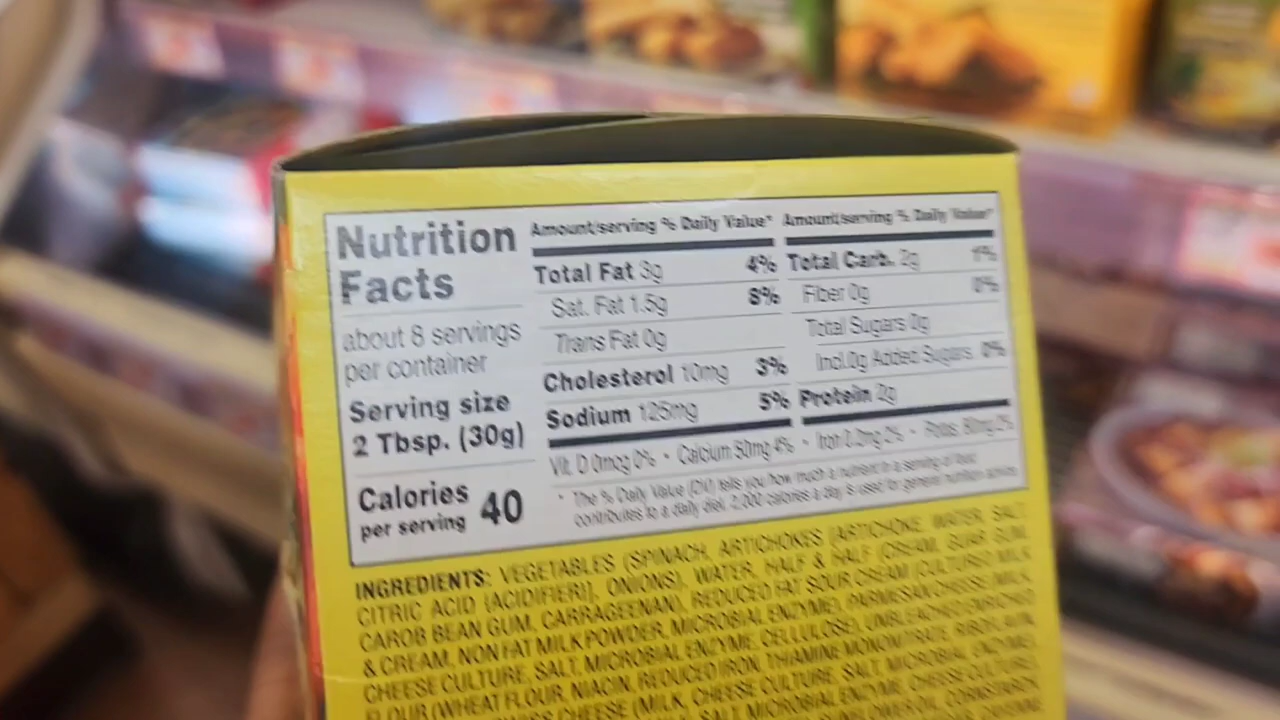 Nutrition
Facts
about 8 servings
per container
Serving size
2 Tbsp. (30g)
Calories
per serving 40
Amount/serving % Daily Value*
Total Fat 3g 4%
Sat. Fat 1.5g 8%
Trans Fat 0g
Cholesterol 10mg 3%
Sodium 125mg 5%
Amount/serving % Daily Value*
Total Carb. 2g 1%
Fiber 0g 0%
Total Sugars 0g
Incl. 0g Added Sugars 0%
Protein 2g
Vit. D 0mcg 0% • Calcium 50mg 4% • Iron 0.2mg 2% • Potas. 80mg 2%
* The % Daily Value (DV) tells you how much a nutrient in a serving of food
contributes to a daily diet. 2,000 calories a day is used for general nutrition advice.
INGREDIENTS: VEGETABLES (SPINACH, ARTICHOKES [ARTICHOKE, WATER, SALT,
CITRIC ACID (ACIDIFIER)], ONIONS), WATER, HALF & HALF (CREAM, GUAR GUM,
CAROB BEAN GUM, CARRAGEENAN), REDUCED FAT SOUR CREAM (CULTURED MILK
& CREAM, NON FAT MILK POWDER, MICROBIAL ENZYME), PARMESAN CHEESE (MILK,
CHEESE CULTURE, SALT, MICROBIAL ENZYME, CELLULOSE), UNBLEACHED ENRICHED
FLOUR (WHEAT FLOUR, NIACIN, REDUCED IRON, THIAMINE MONONITRATE, RIBOFLAVIN,
SWISS CHEESE (MILK, CHEESE CULTURE, SALT, MICROBIAL ENZYME,
SALT, MICROBIAL ENZYME, CHEESE CULTURE,
SUNFLOWER OIL, CORNSTARCH,